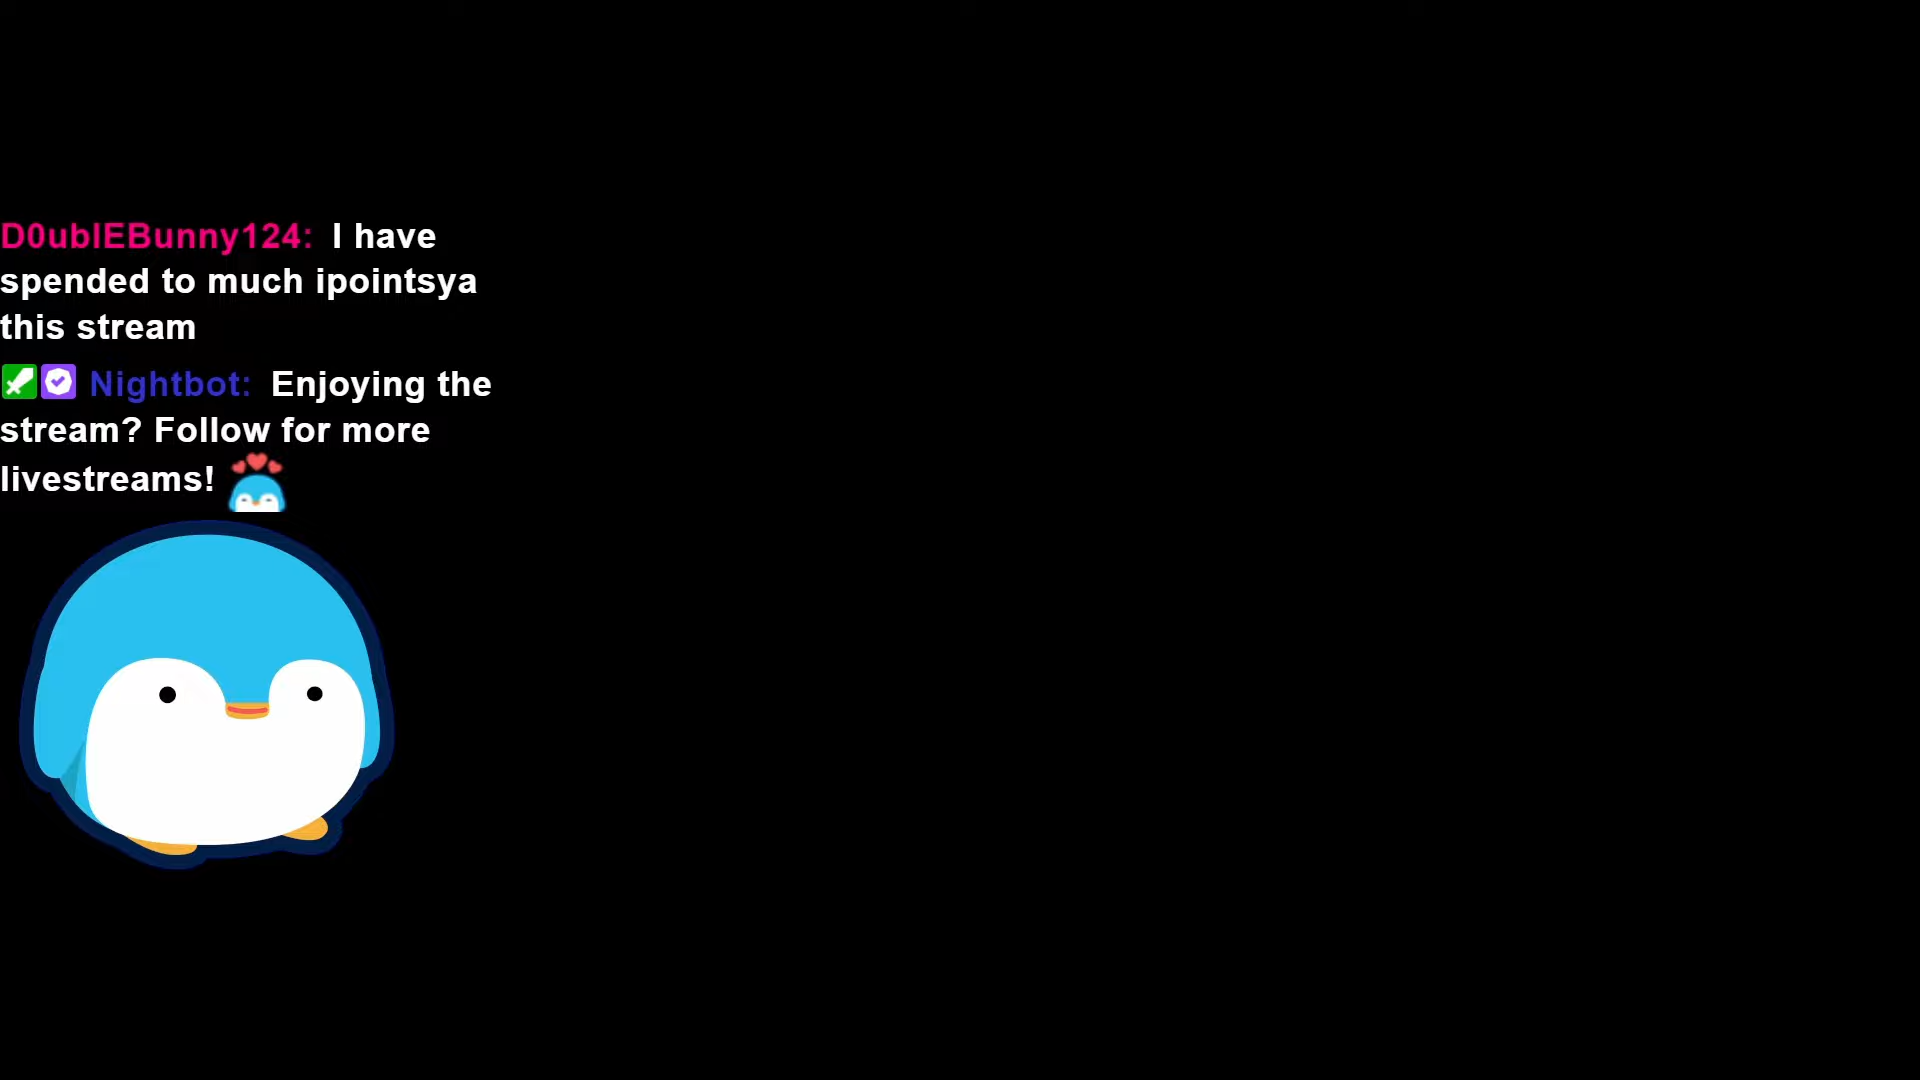 D0ublEBunny124: I have
spended to much ipointsya
this stream
Nightbot: Enjoying the
stream? Follow for more
livestreams!